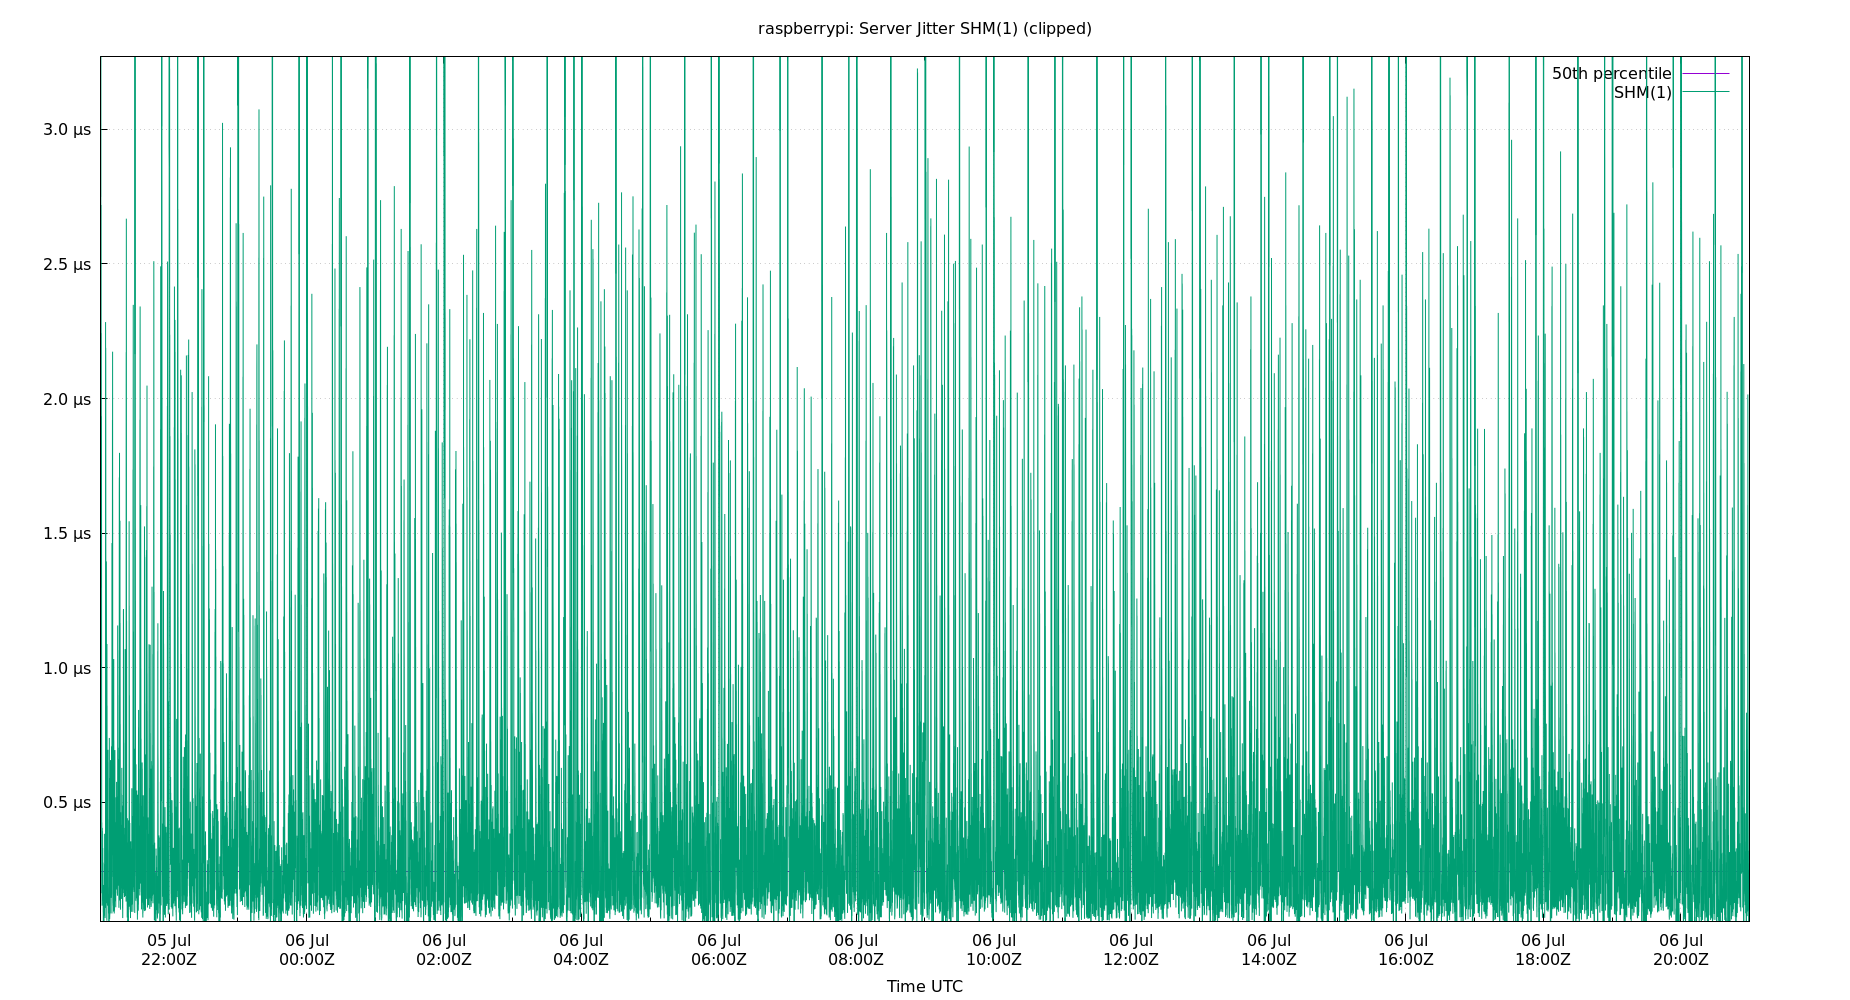 raspberrypi: Server Jitter SHM(1) (clipped)
50th percentile
SHM(1)
3.0 µs
2.5 µs
2.0 µs
1.5 µs
1.0 µs
0.5 µs
05 Jul 06 Jul 06 Jul 06 Jul 06 Jul 06 Jul 06 Jul 06 Jul 06 Jul 06 Jul 06 Jul 06 Jul
22:00Z 00:00Z 02:00Z 04:00Z 06:00Z 08:00Z 10:00Z 12:00Z 14:00Z 16:00Z 18:00Z 20:00Z
Time UTC